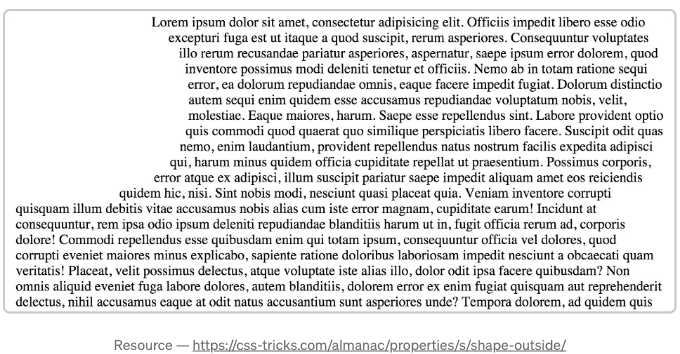 Lorem ipsum dolor sit amet, consectetur adipisicing elit. Officiis impedit libero esse odio
excepturi fuga est ut itaque a quod suscipit, rerum asperiores. Consequuntur voluptates
illo rerum recusandae pariatur asperiores, aspernatur, saepe ipsum error dolorem, quod
inventore possimus modi deleniti tenetur et officiis. Nemo ab in totam ratione sequi
error, ea dolorum repudiandae omnis, eaque facere impedit fugiat. Dolorum distinctio
autem sequi enim quidem esse accusamus repudiandae voluptatum nobis, velit,
molestiae. Eaque maiores, harum. Saepe esse repellendus sint. Labore provident optio
quis commodi quod quaerat quo similique perspiciatis libero facere. Suscipit odit quas
nemo, enim laudantium, provident repellendus natus nostrum facilis expedita adipisci
qui, harum minus quidem officia cupiditate repellat ut praesentium. Possimus corporis,
error atque ex adipisci, illum suscipit pariatur saepe impedit aliquam amet eos reiciendis
quidem hic, nisi. Sint nobis modi, nesciunt quasi placeat quia. Veniam inventore corrupti
quisquam illum debitis vitae accusamus nobis alias cum iste error magnam, cupiditate earum! Incidunt at
consequuntur, rem ipsa odio ipsum deleniti repudiandae blanditiis harum ut in, fugit officia rerum ad, corporis
dolore! Commodi repellendus esse quibusdam enim qui totam ipsum, consequuntur officia vel dolores, quod
corrupti eveniet maiores minus explicabo, sapiente ratione doloribus laboriosam impedit nesciunt a obcaecati quam
veritatis! Placeat, velit possimus delectus, atque voluptate iste alias illo, dolor odit ipsa facere quibusdam? Non
omnis aliquid eveniet fuga labore dolores, autem blanditiis, dolorem error ex enim fugiat quisquam aut reprehenderit
delectus, nihil accusamus eaque at odit natus accusantium sunt asperiores unde? Tempora dolorem, ad quidem quis
Resource — https://css-tricks.com/almanac/properties/s/shape-outside/